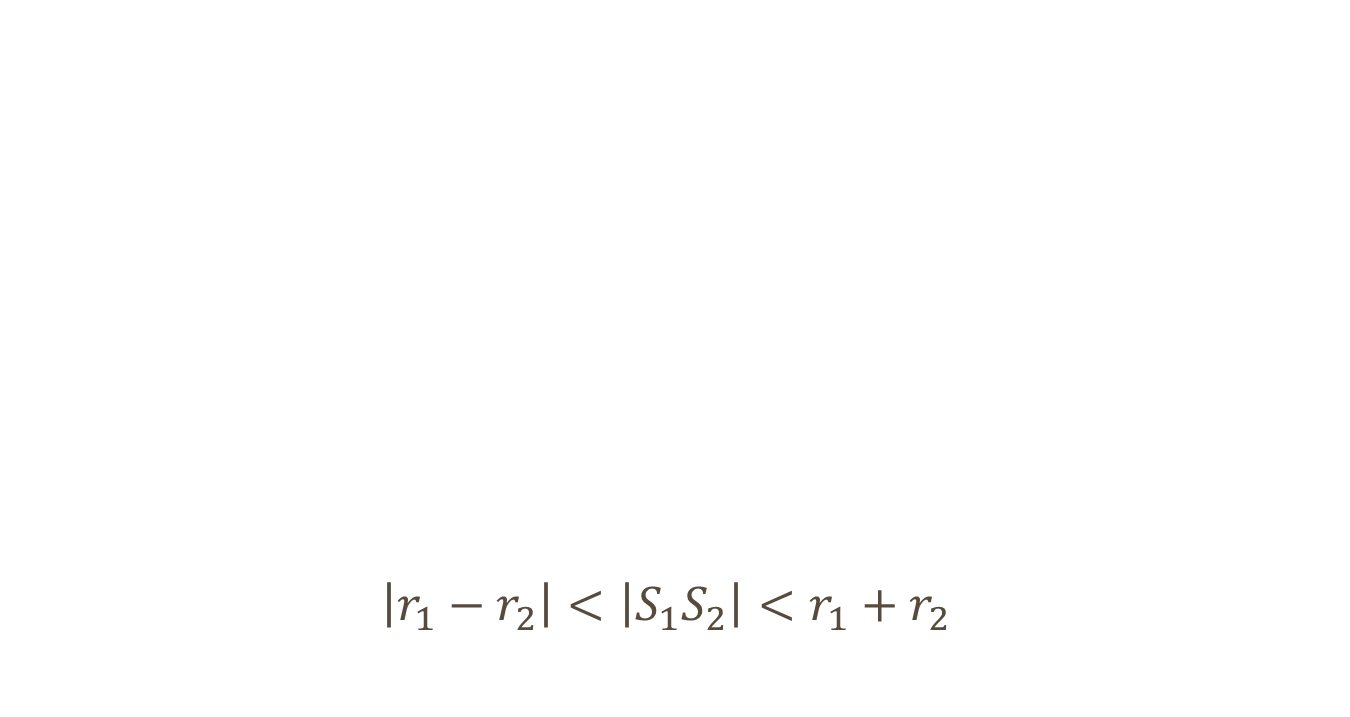 |r₁ − r₂| < |S₁S₂| < r₁ + r₂